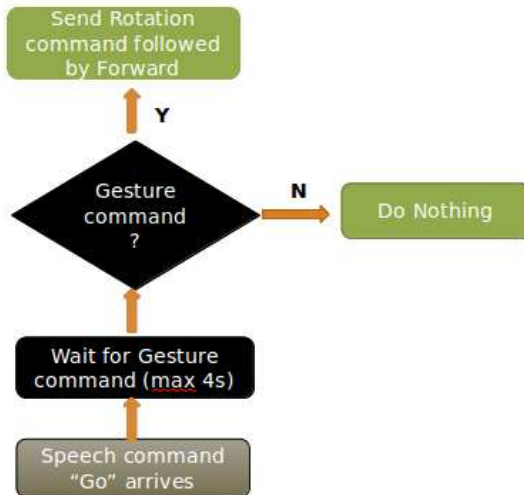 Send Rotation
command followed
by Forward
Y
Gesture
command
?
N
Do Nothing
Wait for Gesture
command (max 4s)
Speech command
“Go” arrives